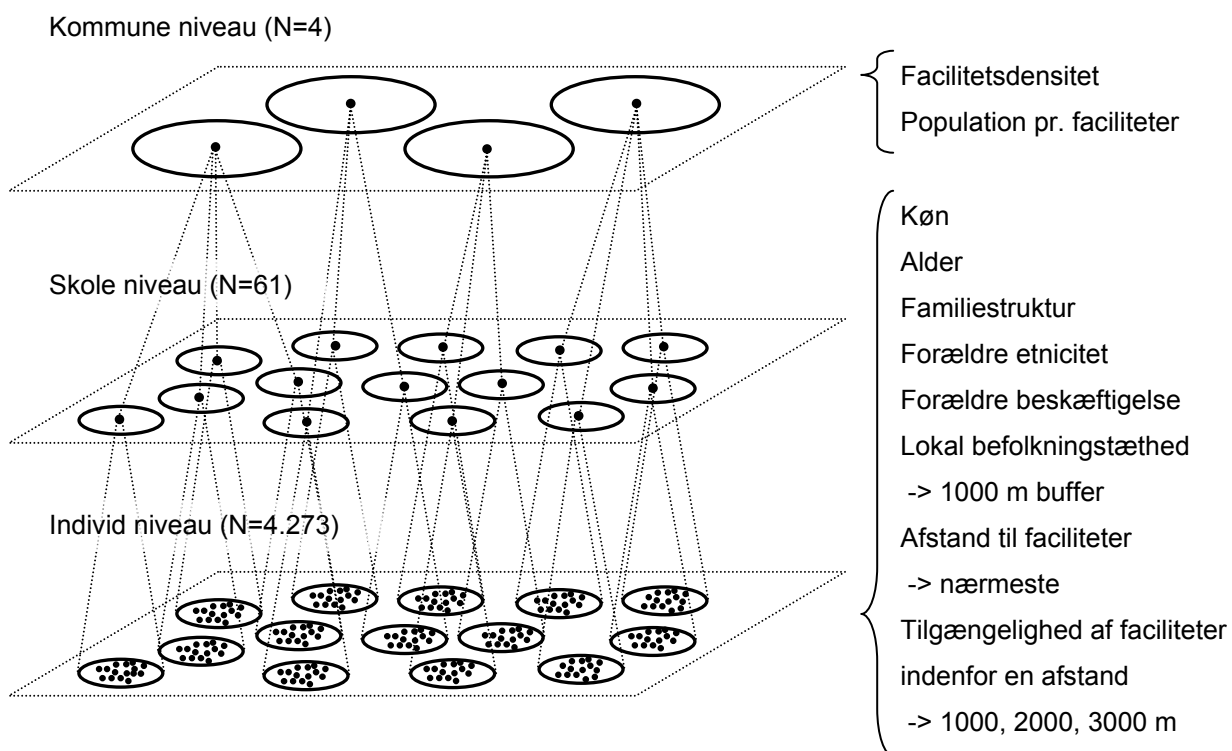 Kommune niveau (N=4)
Facilitetsdensitet
Population pr. faciliteter
Skole niveau (N=61)
Individ niveau (N=4.273)
Køn
Alder
Familiestruktur
Forældre etnicitet
Forældre beskæftigelse
Lokal befolkningstæthed
-> 1000 m buffer
Afstand til faciliteter
-> nærmeste
Tilgængelighed af faciliteter
indenfor en afstand
-> 1000, 2000, 3000 m